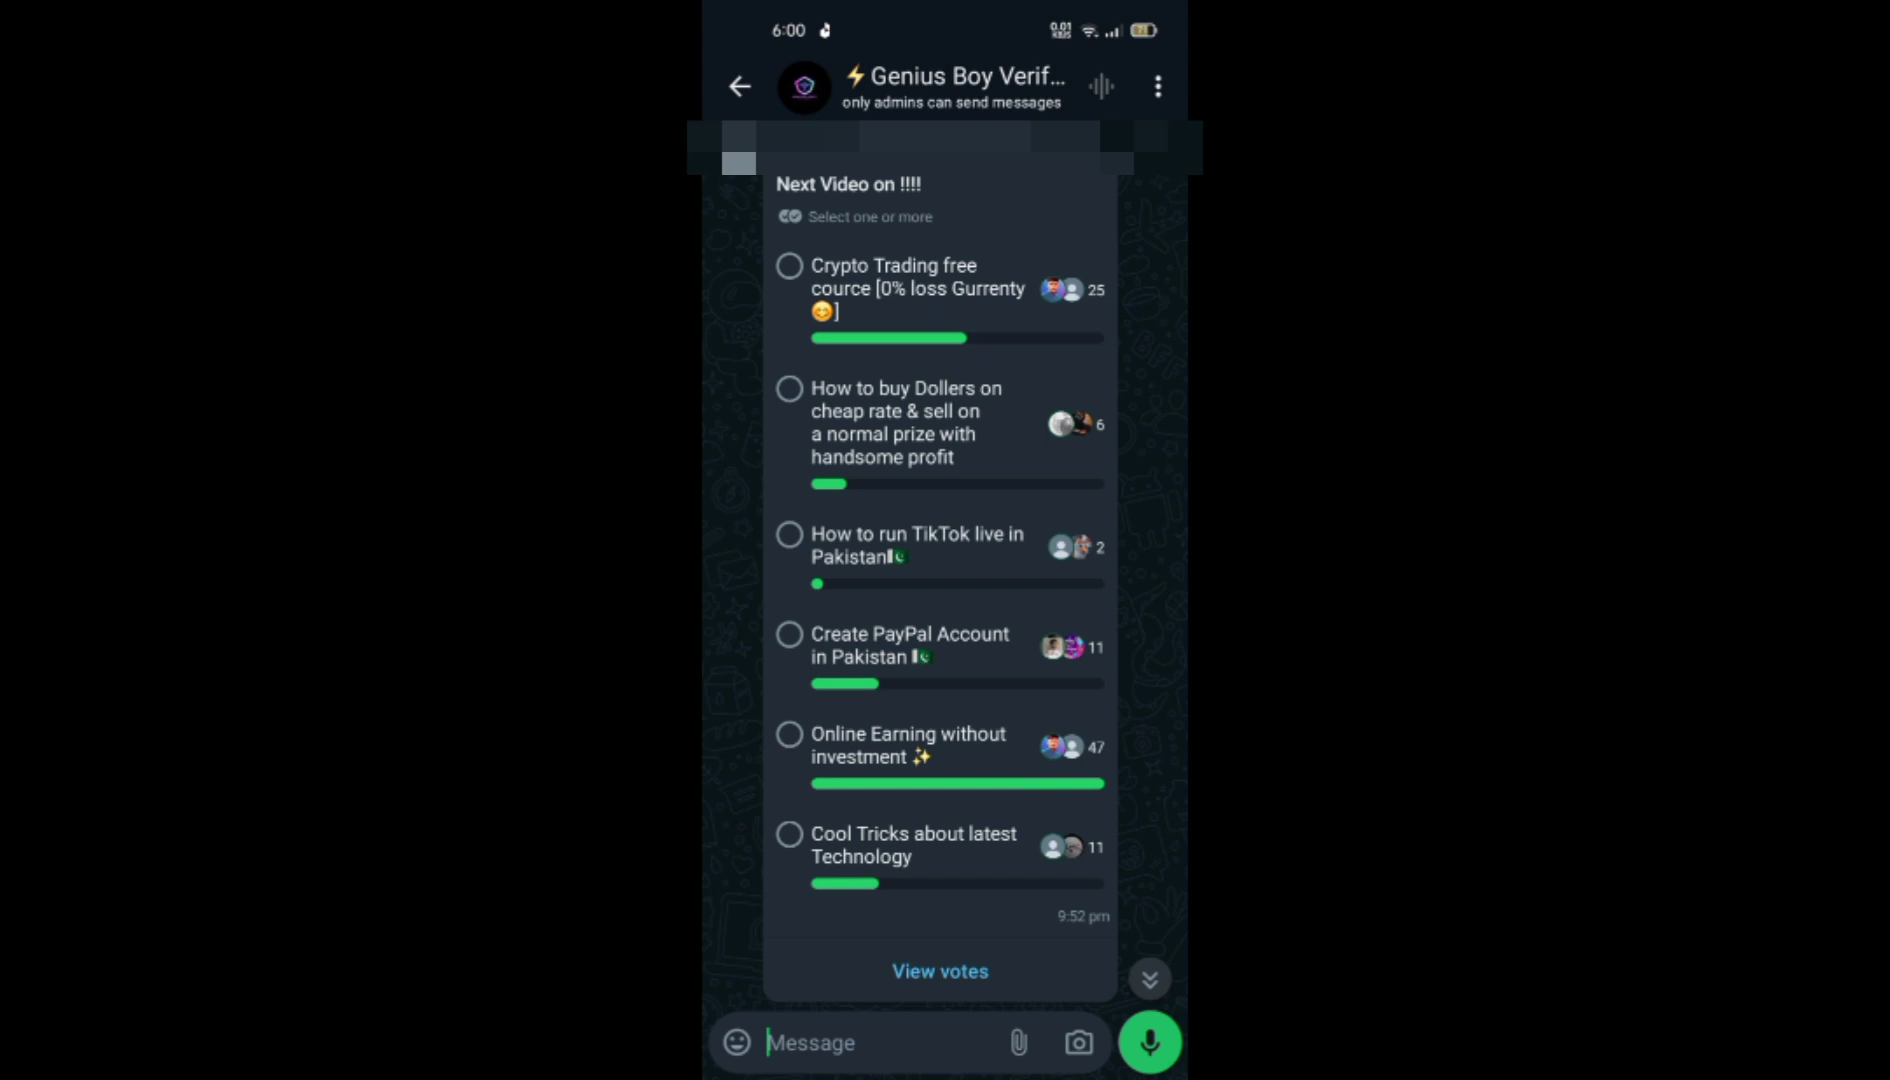 6:00
0.01
KB/S
⚡Genius Boy Verif...
only admins can send messages
Next Video on !!!!
Select one or more
Crypto Trading free
cource [0% loss Gurrenty
😊]
25
How to buy Dollers on
cheap rate & sell on
a normal prize with
handsome profit
6
How to run TikTok live in
Pakistan🇵🇰
2
Create PayPal Account
in Pakistan 🇵🇰
11
Online Earning without
investment ✨
47
Cool Tricks about latest
Technology
11
9:52 pm
View votes
Message